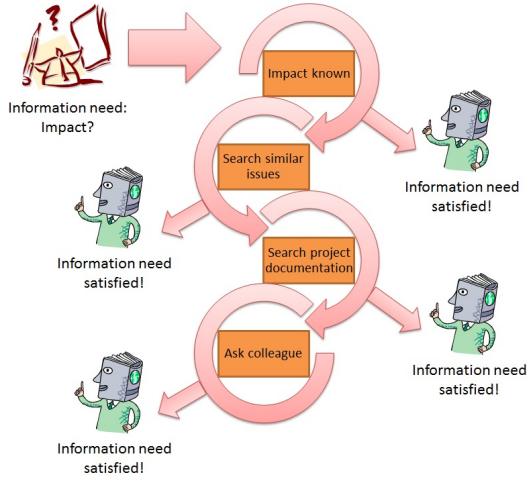 Information need:
Impact?
Impact known
Information need
satisfied!
Search similar
issues
Information need
satisfied!
Search project
documentation
Information need
satisfied!
Ask colleague
Information need
satisfied!